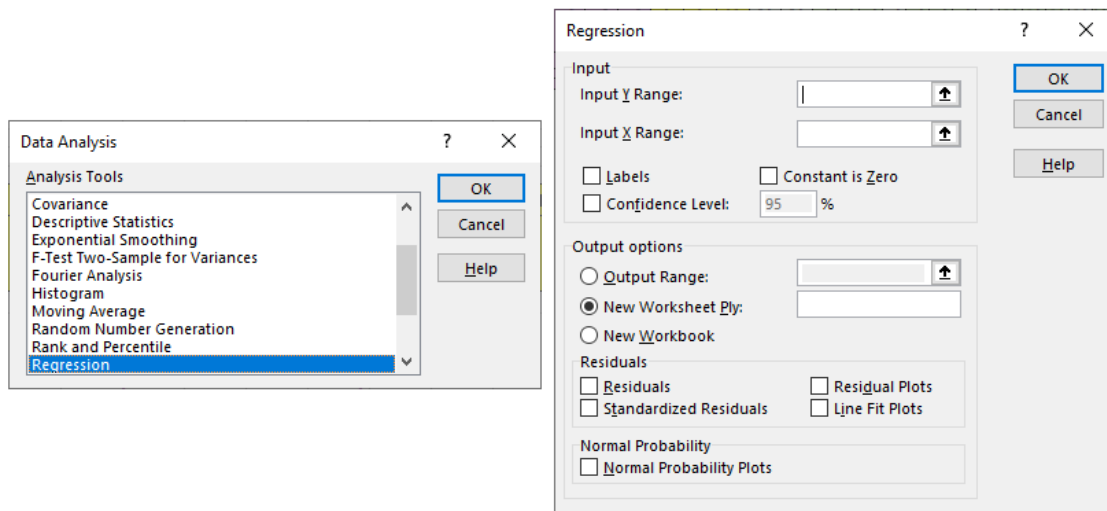 Data Analysis
?
Analysis Tools
Covariance
Descriptive Statistics
Exponential Smoothing
F-Test Two-Sample for Variances
Fourier Analysis
Histogram
Moving Average
Random Number Generation
Rank and Percentile
Regression
OK
Cancel
Help
Regression
?
Input
Input Y Range:
Input X Range:
Labels
Constant is Zero
Confidence Level:
95 %
OK
Cancel
Help
Output options
Output Range:
New Worksheet Ply:
New Workbook
Residuals
Residuals
Residual Plots
Standardized Residuals
Line Fit Plots
Normal Probability
Normal Probability Plots